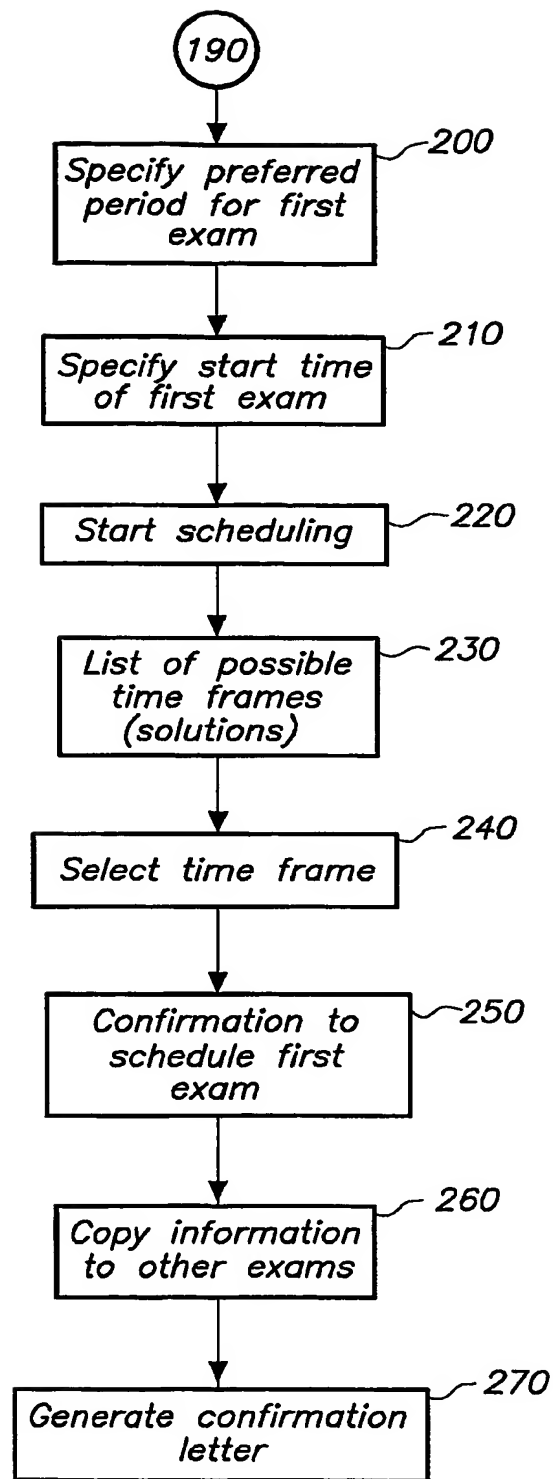 190
200
Specify preferred
period for first
exam
210
Specify start time
of first exam
220
Start scheduling
230
List of possible
time frames
(solutions)
240
Select time frame
250
Confirmation to
schedule first
exam
260
Copy information
to other exams
270
Generate confirmation
letter